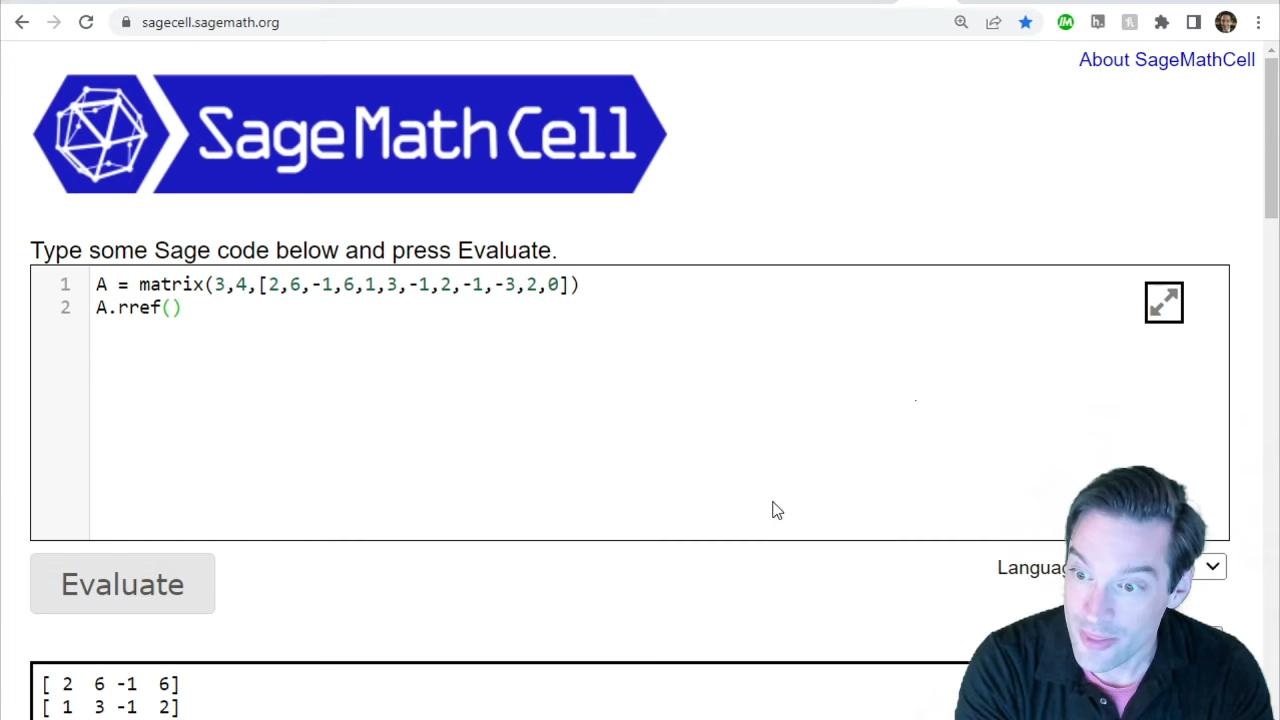 sagecell.sagemath.org
About SageMathCell
SageMathCell
Type some Sage code below and press Evaluate.
1 A = matrix(3,4,[2,6,-1,6,1,3,-1,2,-1,-3,2,0])
2 A.rref()
Evaluate
[ 2 6 -1 6]
[ 1 3 -1 2]